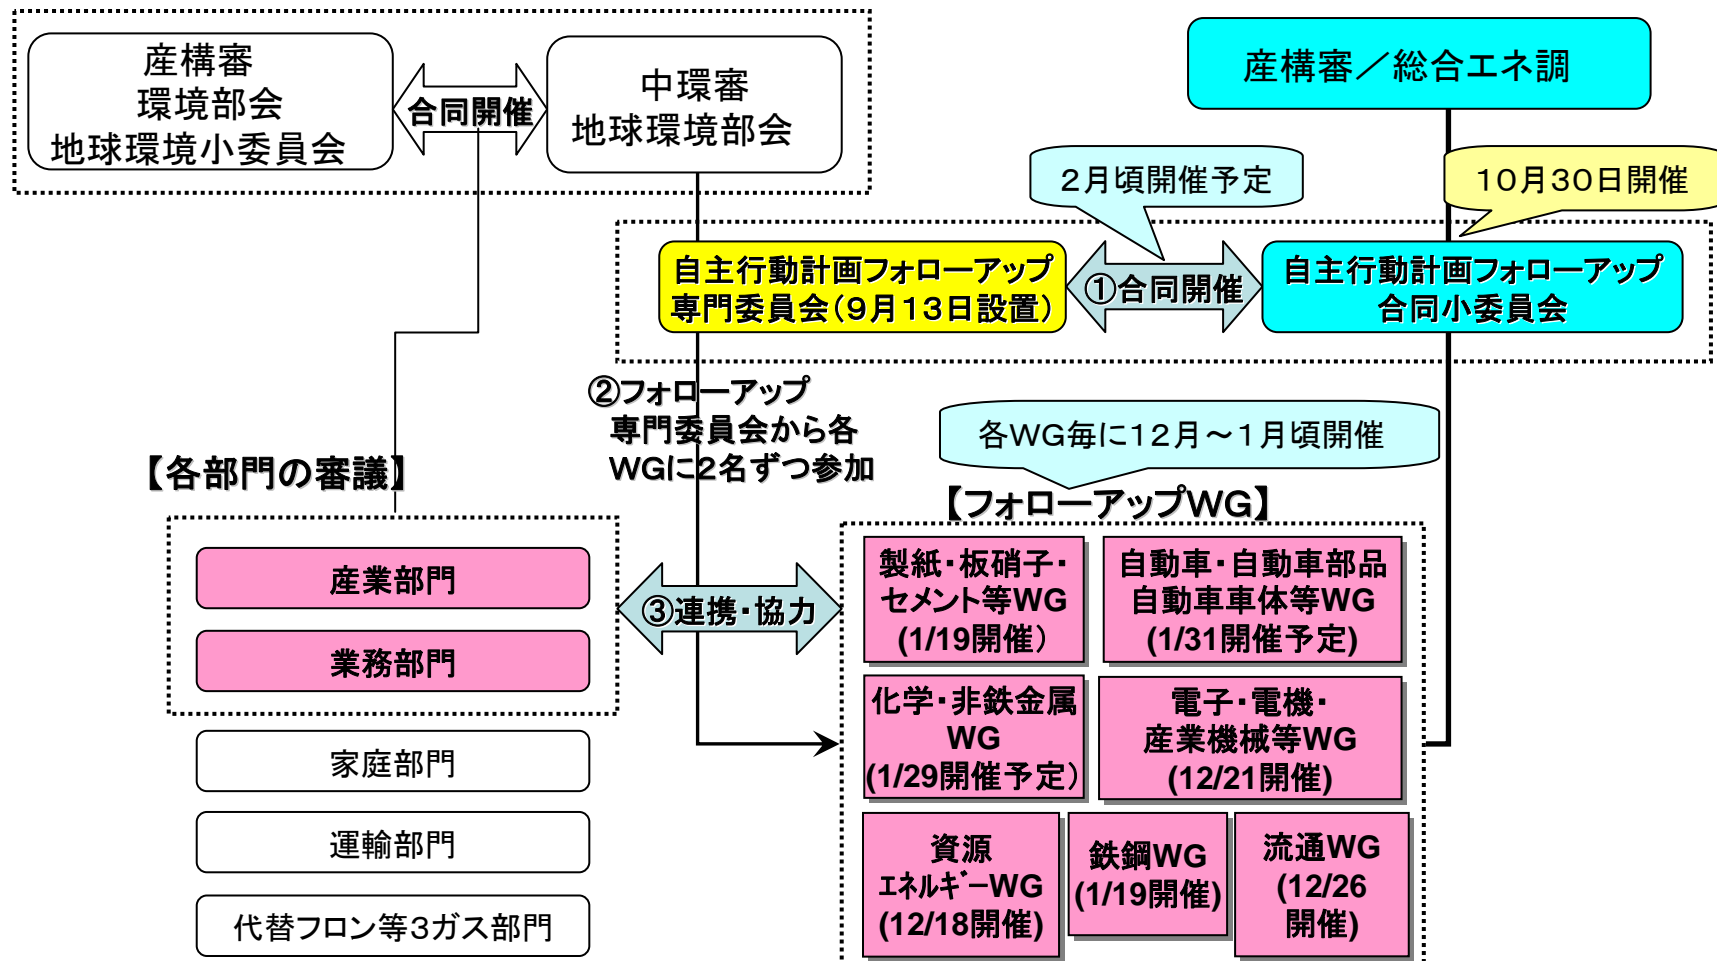 産構審
環境部会
地球環境小委員会
合同開催
中環審
地球環境部会
産構審／総合エネ調
２月頃開催予定
１０月３０日開催
自主行動計画フォローアップ
専門委員会（９月１３日設置）
①合同開催
自主行動計画フォローアップ
合同小委員会
②フォローアップ
専門委員会から各
WGに２名ずつ参加
各WG毎に１２月～１月頃開催
【各部門の審議】
【フォローアップWG】
産業部門
業務部門
家庭部門
運輸部門
代替フロン等３ガス部門
③連携・協力
製紙・板硝子・
セメント等WG
(1/19開催）
自動車・自動車部品
自動車車体等WG
(1/31開催予定)
化学・非鉄金属
WG
(1/29開催予定）
電子・電機・
産業機械等WG
(12/21開催)
資源
ｴﾈﾙｷﾞｰWG
(12/18開催)
鉄鋼WG
(1/19開催)
流通WG
(12/26
開催)